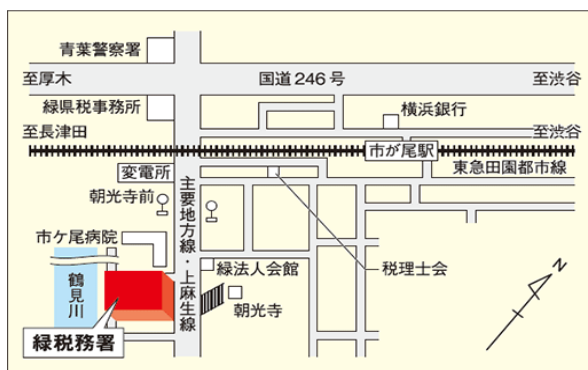 青葉警察署
至厚木
国道246号
至渋谷
緑県税事務所
横浜銀行
至長津田
至渋谷
市が尾駅
変電所
東急田園都市線
朝光寺前
主要地方線・上麻生線
市ケ尾病院
緑法人会館
税理士会
鶴見川
朝光寺
緑税務署
N